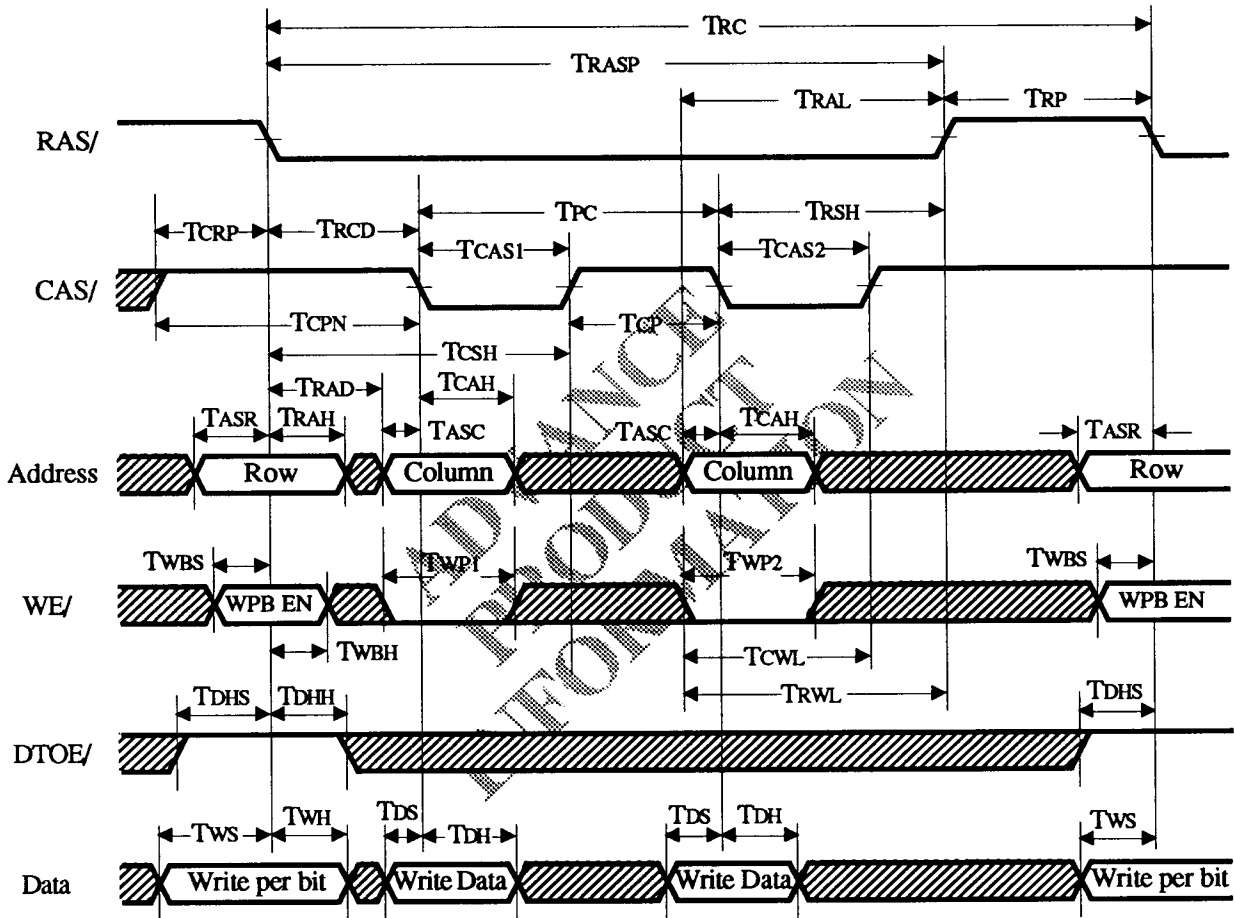 TRC
TRASP
TRAL TRP
RAS/
TPC TRSH
TCRP TRCD
TCAS1 TCAS2
CAS/
TCPN TCP
TCSH
TRAD TCAH
TASR TRAH TASC TASC TCAH TASR
Address Row Column Column Row
TWBS TWP1 TWP2 TWBS
WE/ WPB EN WPB EN
TWBH TCWL
TRWL
TDHS TDHH TDHS
DTOE/
TWS TWH TDS TDH TDS TDH TWS
Data Write per bit Write Data Write Data Write per bit
ADVANCE
PRODUCT
INFORMATION